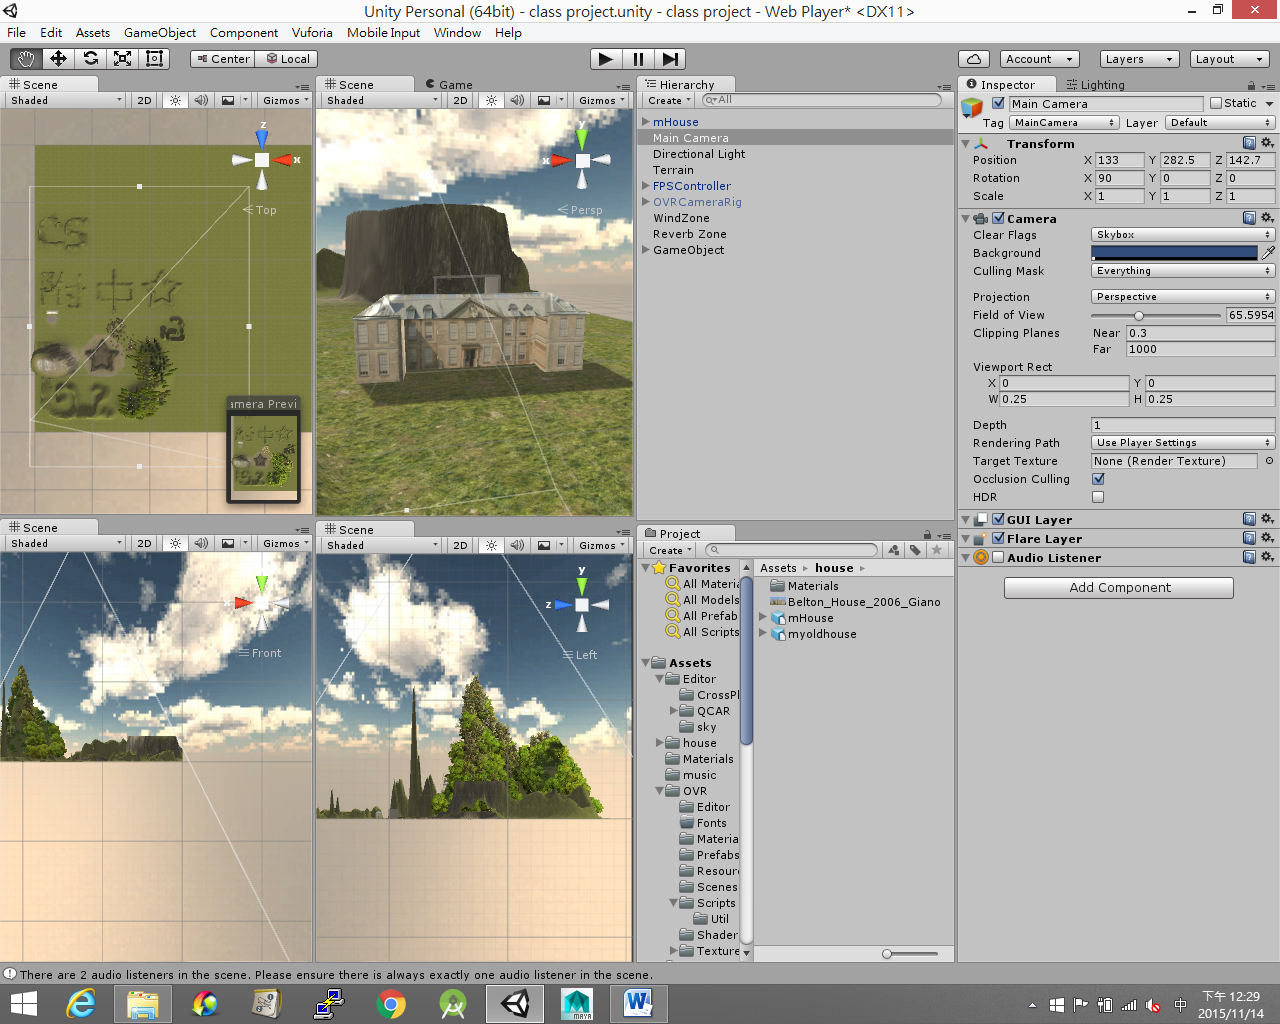 Unity Personal (64bit) - class project.unity - class project - Web Player* <DX11>
File Edit Assets GameObject Component Vuforia Mobile Input Window Help
Center Local Account Layers Layout
Scene
Shaded 2D Gizmos
z
x
Top
CS
附中☆
amera Previ
Scene Game
Shaded 2D Gizmos
y
x
Persp
Scene
Shaded 2D Gizmos
Front
Scene
Shaded 2D Gizmos
y
z
Left
Hierarchy
Create All
mHouse
Main Camera
Directional Light
Terrain
FPSController
OVRCameraRig
WindZone
Reverb Zone
GameObject
Project
Create
Favorites
All Materia
All Models
All Prefab
All Scripts
Assets
Editor
CrossPl
QCAR
sky
house
Materials
music
OVR
Editor
Fonts
Materia
Prefabs
Resour
Scenes
Scripts
Util
Shader
Texture
Assets house
Materials
Belton_House_2006_Giano
mHouse
myoldhouse
Inspector Lighting
Main Camera Static
Tag MainCamera Layer Default
Transform
Position X 133 Y 282.5 Z 142.7
Rotation X 90 Y 0 Z 0
Scale X 1 Y 1 Z 1
Camera
Clear Flags Skybox
Background
Culling Mask Everything
Projection Perspective
Field of View 65.5954
Clipping Planes Near 0.3
Far 1000
Viewport Rect
X 0 Y 0
W 0.25 H 0.25
Depth 1
Rendering Path Use Player Settings
Target Texture None (Render Texture)
Occlusion Culling
HDR
GUI Layer
Flare Layer
Audio Listener
Add Component
There are 2 audio listeners in the scene. Please ensure there is always exactly one audio listener in the scene.
MAYA
中
下午 12:29
2015/11/14